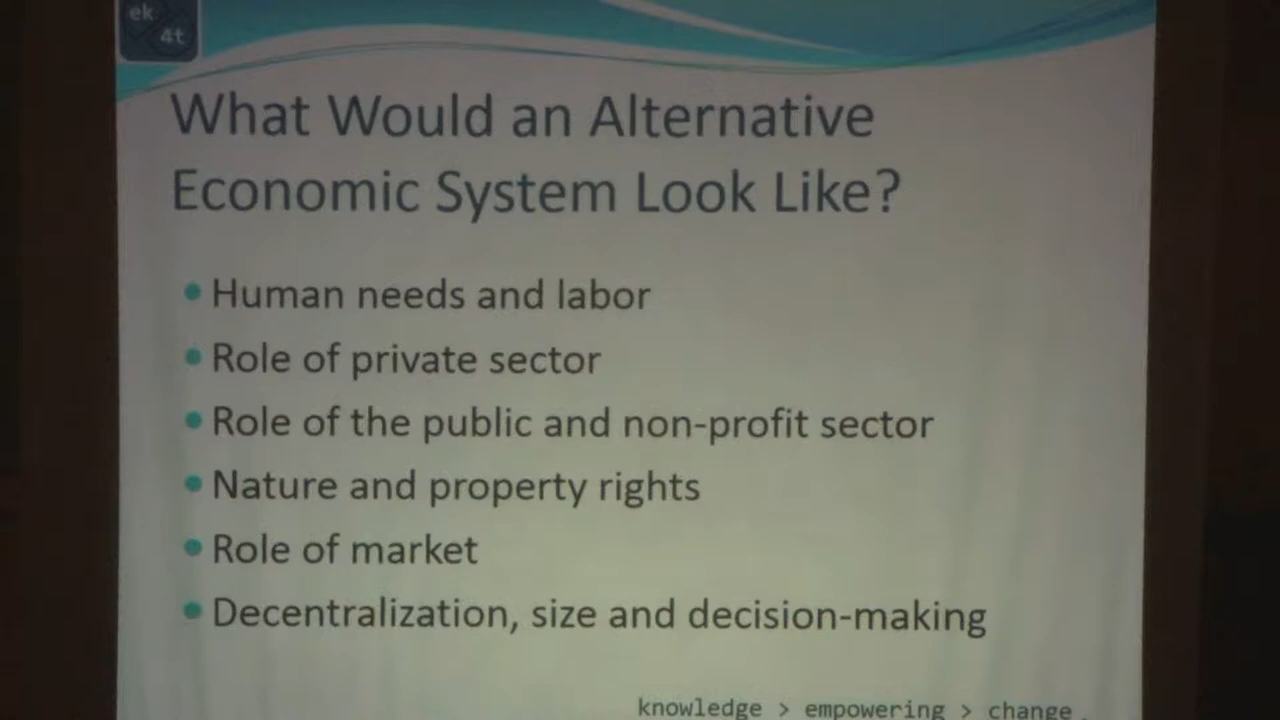 ek
4t
What Would an Alternative
Economic System Look Like?
Human needs and labor
Role of private sector
Role of the public and non-profit sector
Nature and property rights
Role of market
Decentralization, size and decision-making
knowledge > empowering > change